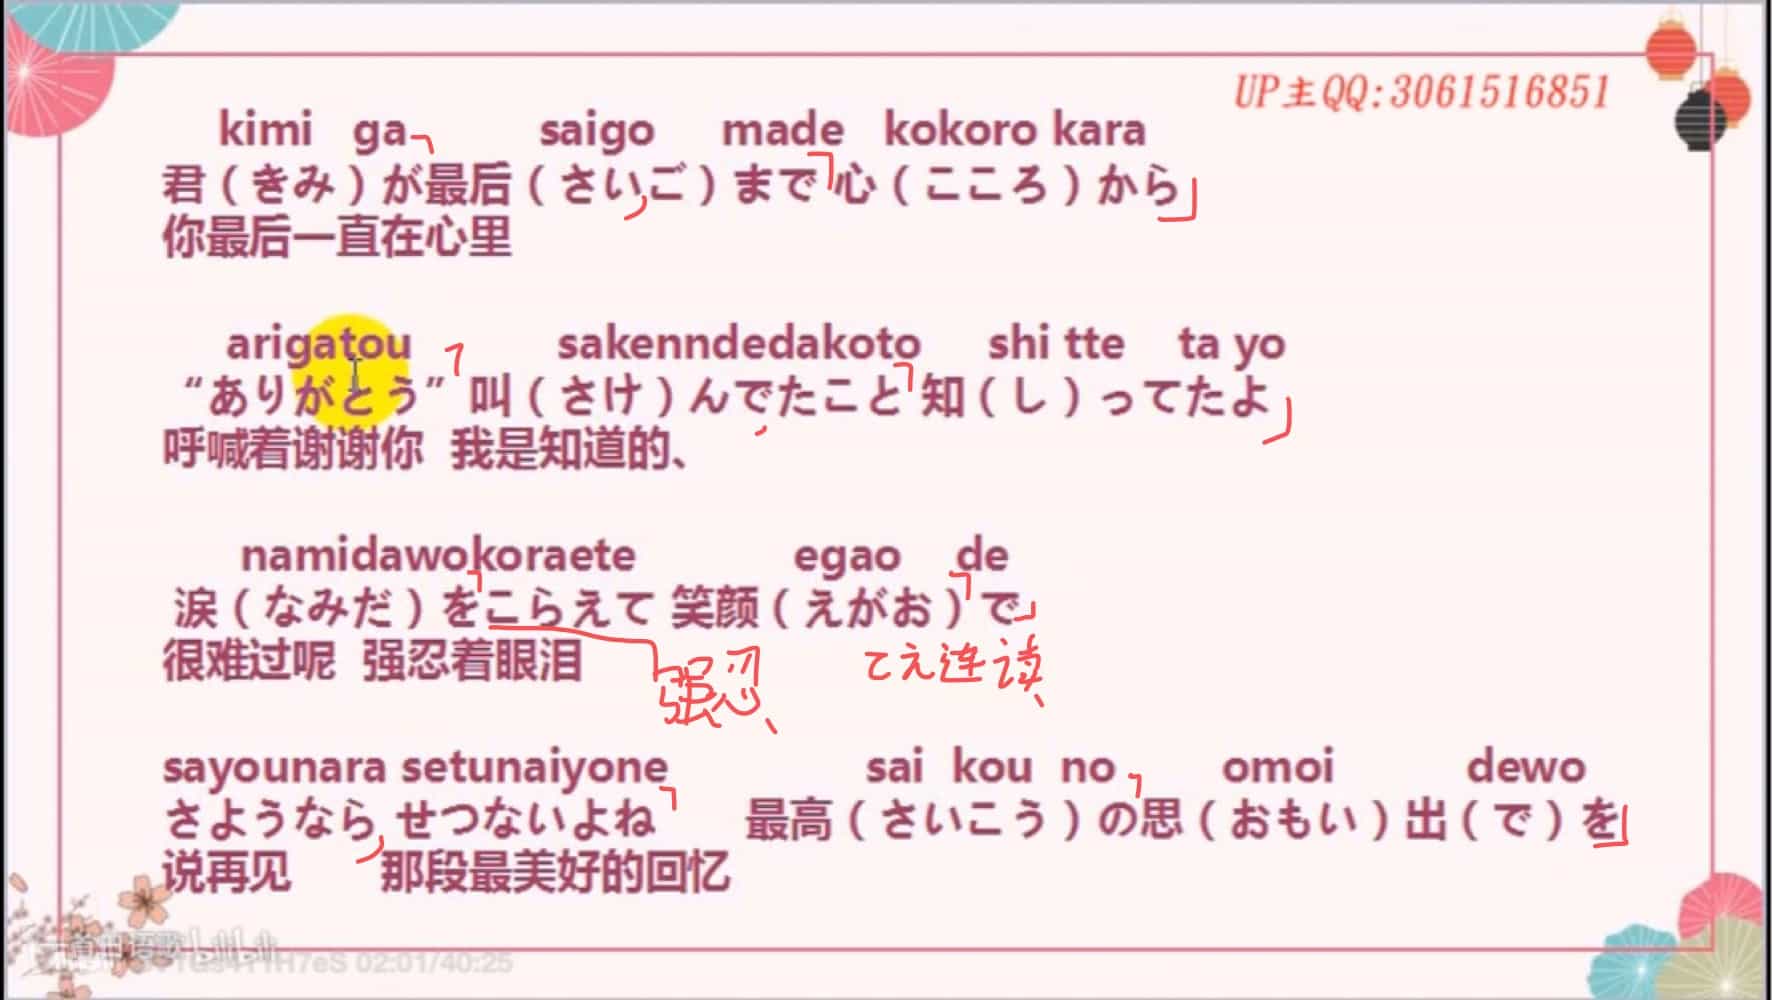 UP主QQ:3061516851
kimi ga saigo made kokoro kara
君（きみ）が最后（さいご）まで心（こころ）から
你最后一直在心里
arigatou sakenndedakoto shi tte ta yo
“ありがとう”叫（さけ）んでたこと知（し）ってたよ
呼喊着谢谢你 我是知道的、
namidawokoraete egao de
涙（なみだ）をこらえて 笑颜（えがお）で
很难过呢 强忍着眼泪
强忍、 て元连读、
sayounara setunaiyone sai kou no omoi dewo
さようなら せつないよね 最高（さいこう）の思（おもい）出（で）を
说再见 那段最美好的回忆
02:01/40:25